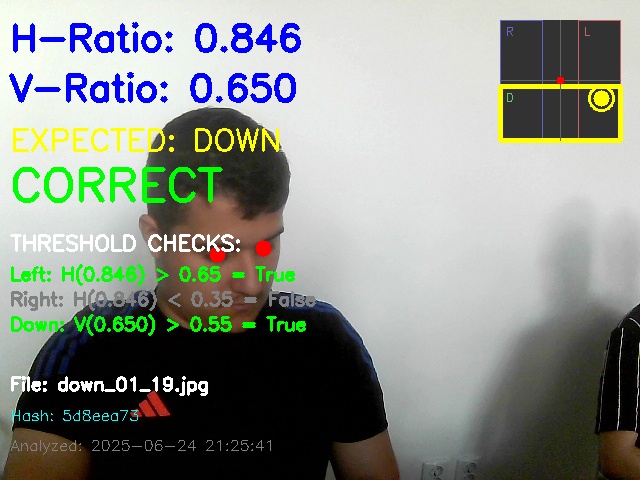 H-Ratio: 0.846
V-Ratio: 0.650
EXPECTED: DOWN
CORRECT
THRESHOLD CHECKS:
Left: H(0.846) > 0.65 = True
Right: H(0.846) < 0.35 = False
Down: V(0.650) > 0.55 = True
File: down_01_19.jpg
Hash: 5d8eea73
Analyzed: 2025-06-24 21:25:41
R L
D